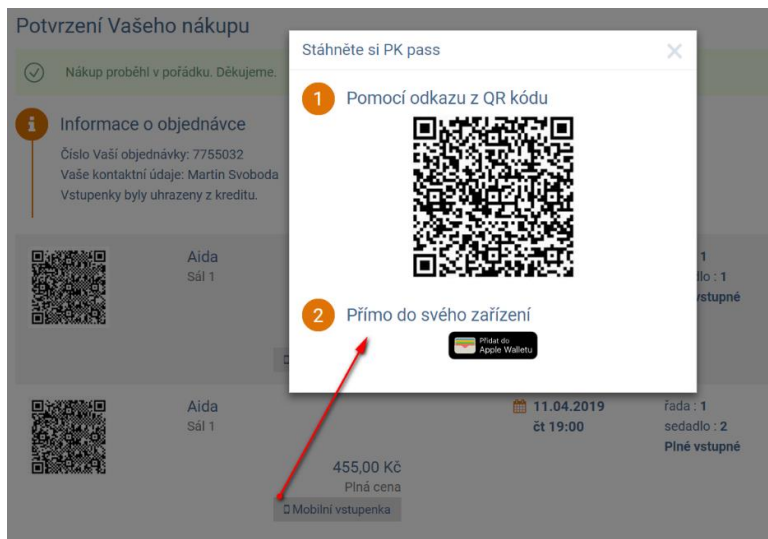 Potvrzení Vašeho nákupu
Nákup proběhl v pořádku. Děkujeme.
Informace o objednávce
Číslo Vaší objednávky: 7755032
Vaše kontaktní údaje: Martin Svoboda
Vstupenky byly uhrazeny z kreditu.
Stáhněte si PK pass
1 Pomocí odkazu z QR kódu
2 Přímo do svého zařízení
Přidat do
Apple Walletu
Aida
Sál 1
1
: 1
vstupné
Aida
Sál 1
11.04.2019
čt 19:00
řada : 1
sedadlo : 2
Plné vstupné
455,00 Kč
Plná cena
Mobilní vstupenka